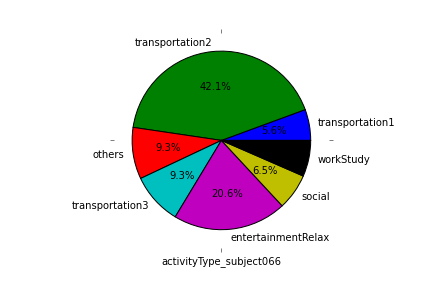 transportation2
42.1%
5.6%
transportation1
9.3%
others
workStudy
9.3%
6.5%
social
transportation3
20.6%
entertainmentRelax
activityType_subject066